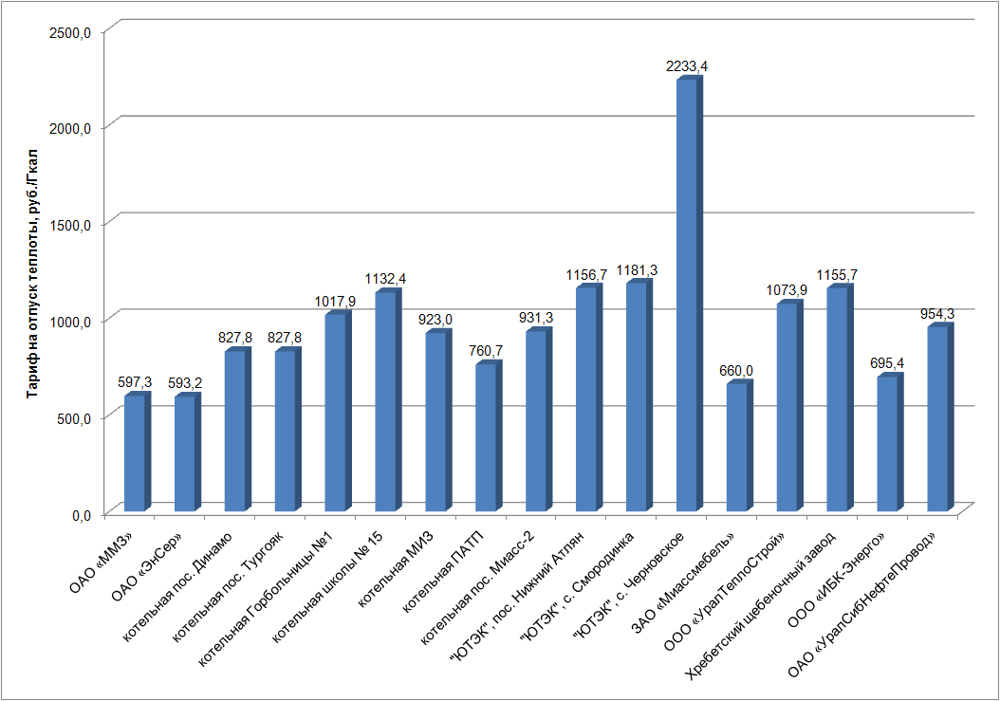 Тариф на отпуск теплоты, руб./Гкал
2500,0
2000,0
1500,0
1000,0
500,0
0,0
597,3
593,2
827,8
827,8
1017,9
1132,4
923,0
760,7
931,3
1156,7
1181,3
2233,4
660,0
1073,9
1155,7
695,4
954,3
ОАО «ММЗ»
ОАО «ЭнСер»
котельная пос. Динамо
котельная пос. Тургояк
котельная Горбольницы №1
котельная школы № 15
котельная МИЗ
котельная ПАТП
котельная пос. Миасс-2
"ЮТЭК", пос. Нижний Атлян
"ЮТЭК" , с. Смородинка
"ЮТЭК" , с. Черновское
ЗАО «Миассмебель»
ООО «УралТеплоСтрой»
Хребетский щебеночный завод
ООО «ИБК-Энерго»
ОАО «УралСибНефтеПровод»